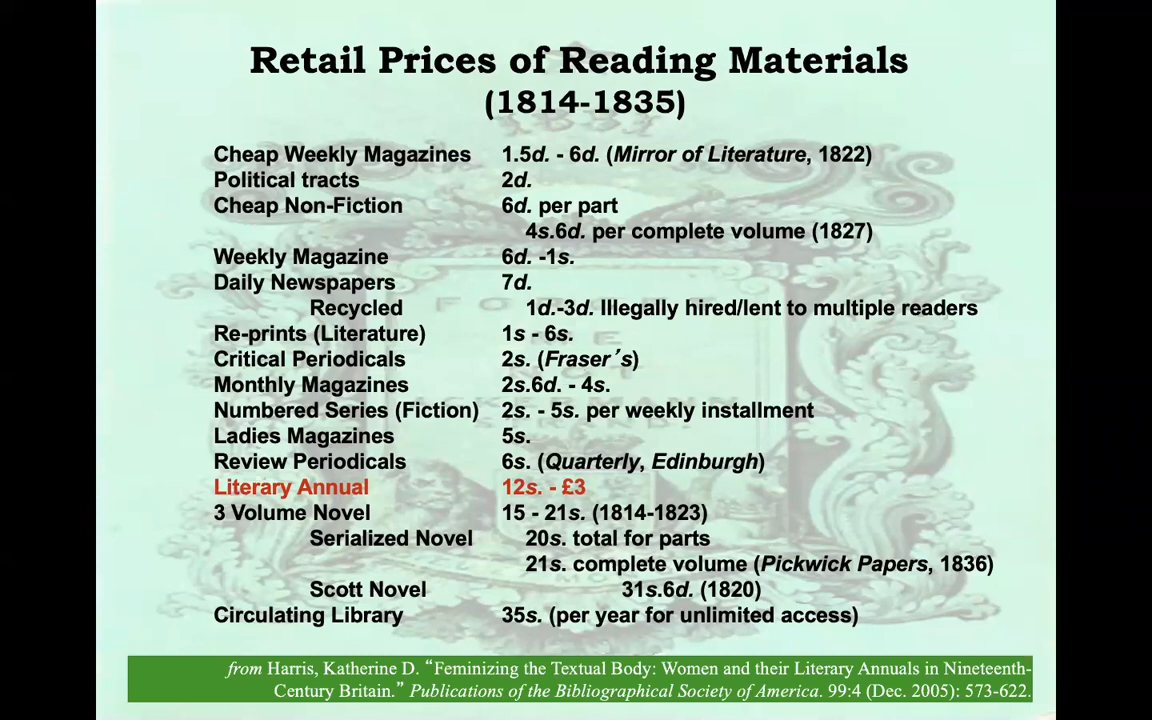 Retail Prices of Reading Materials
(1814-1835)
Cheap Weekly Magazines 1.5d. - 6d. (Mirror of Literature, 1822)
Political tracts 2d.
Cheap Non-Fiction 6d. per part
4s.6d. per complete volume (1827)
Weekly Magazine 6d. -1s.
Daily Newspapers 7d.
Recycled 1d.-3d. Illegally hired/lent to multiple readers
Re-prints (Literature) 1s - 6s.
Critical Periodicals 2s. (Fraser´s)
Monthly Magazines 2s.6d. - 4s.
Numbered Series (Fiction) 2s. - 5s. per weekly installment
Ladies Magazines 5s.
Review Periodicals 6s. (Quarterly, Edinburgh)
Literary Annual 12s. - £3
3 Volume Novel 15 - 21s. (1814-1823)
Serialized Novel 20s. total for parts
21s. complete volume (Pickwick Papers, 1836)
Scott Novel 31s.6d. (1820)
Circulating Library 35s. (per year for unlimited access)
from Harris, Katherine D. “Feminizing the Textual Body: Women and their Literary Annuals in Nineteenth-
Century Britain.” Publications of the Bibliographical Society of America. 99:4 (Dec. 2005): 573-622.